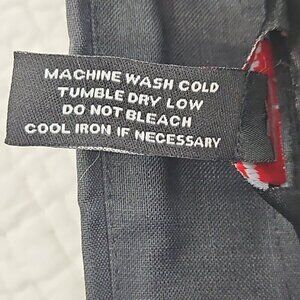 MACHINE WASH COLD
TUMBLE DRY LOW
DO NOT BLEACH
COOL IRON IF NECESSARY